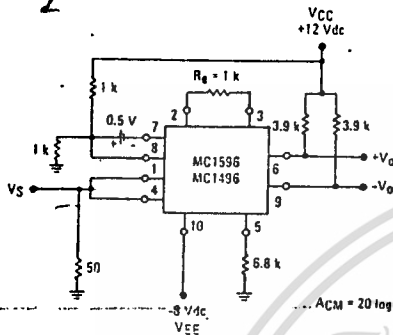 VCC
+12 Vdc
1 k
Re = 1 k
2
3
3.9 k
3.9 k
0.5 V
+ -
7
1 k
8
MC1596
MC1496
6
+Vo
1
VS
4
9
-Vo
10
5
50
6.8 k
-8 Vdc
VEE
ACM = 20 log